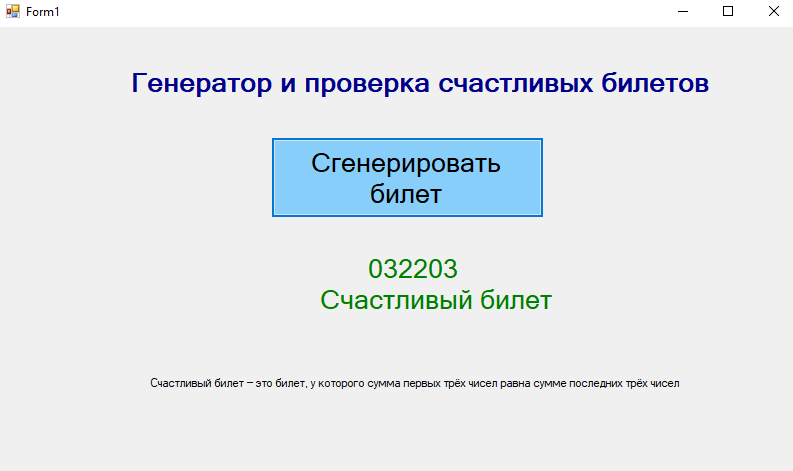 Form1
Генератор и проверка счастливых билетов
Сгенерировать
билет
032203
Счастливый билет
Счастливый билет – это билет, у которого сумма первых трёх чисел равна сумме последних трёх чисел